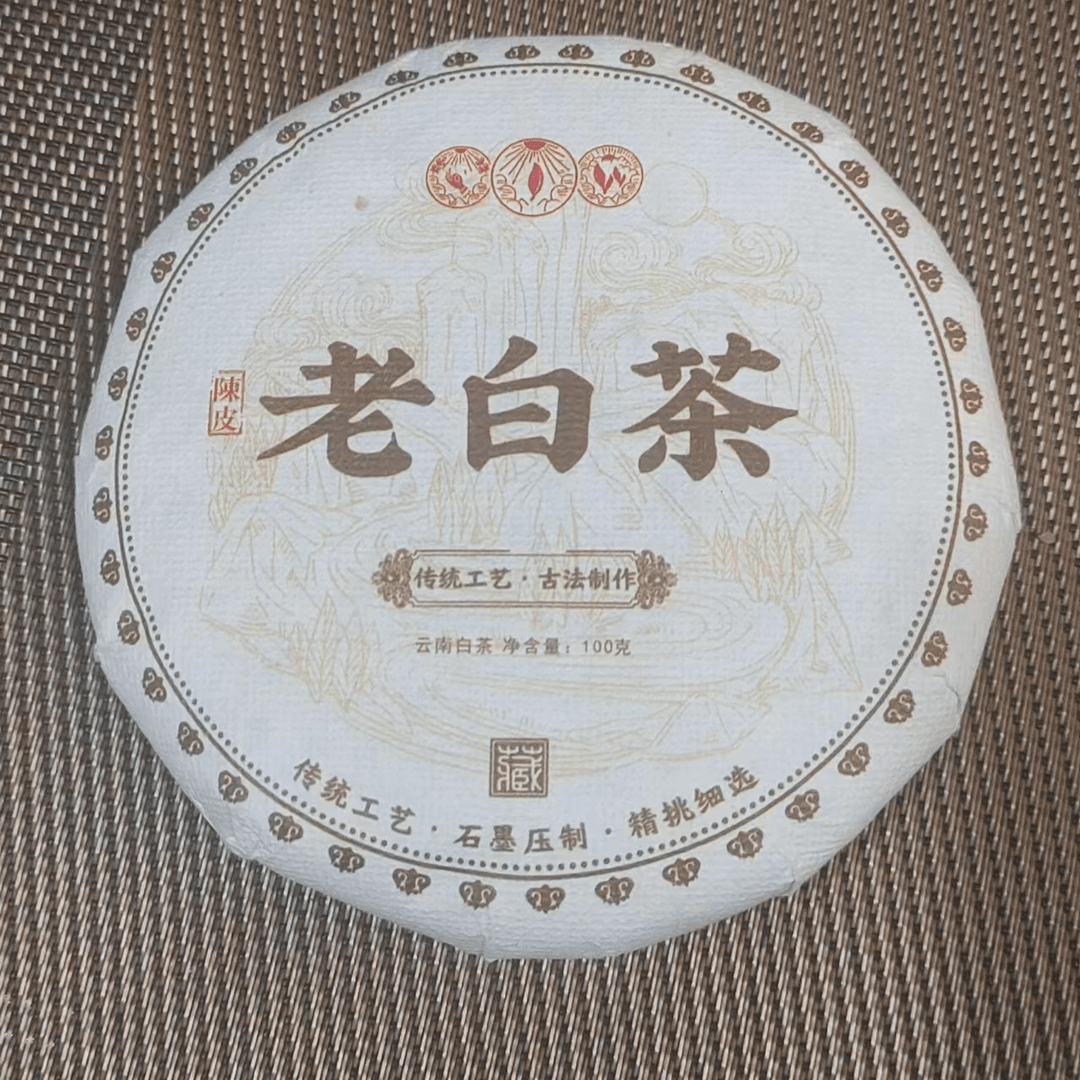 陳皮
老白茶
传统工艺·古法制作
云南白茶 净含量：100克
藏
传统工艺·石墨压制·精挑细选